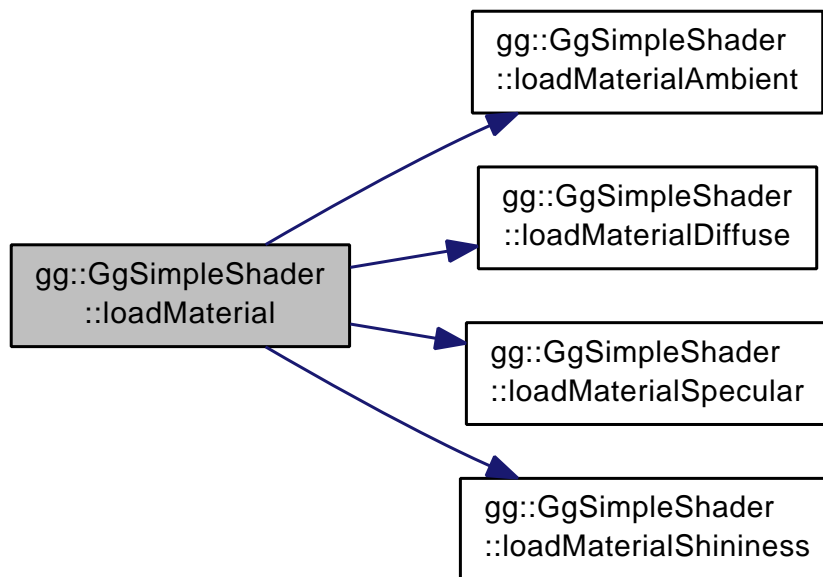 gg::GgSimpleShader
::loadMaterialAmbient
gg::GgSimpleShader
::loadMaterialDiffuse
gg::GgSimpleShader
::loadMaterial
gg::GgSimpleShader
::loadMaterialSpecular
gg::GgSimpleShader
::loadMaterialShininess